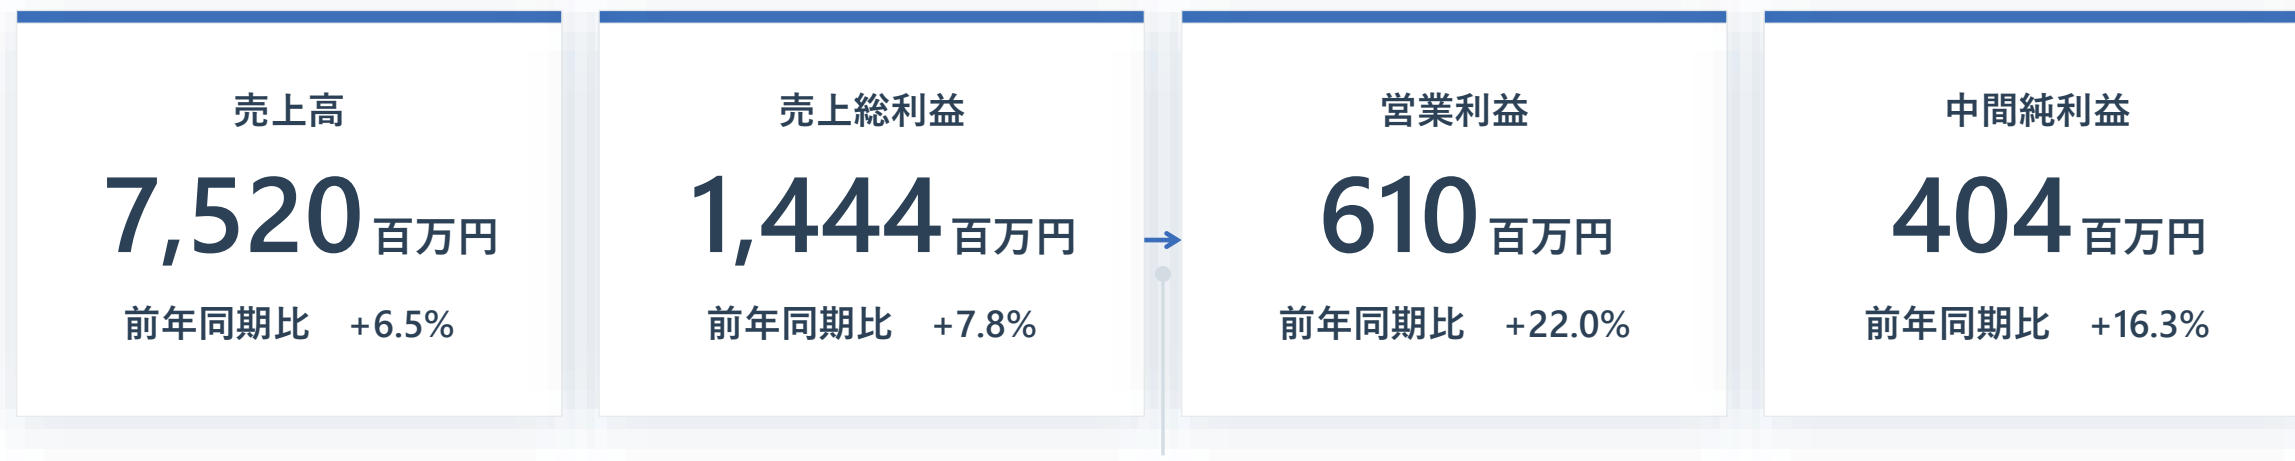 売上高
7,520百万円
前年同期比　+6.5%
売上総利益
1,444百万円
前年同期比　+7.8%
営業利益
610百万円
前年同期比　+22.0%
中間純利益
404百万円
前年同期比　+16.3%